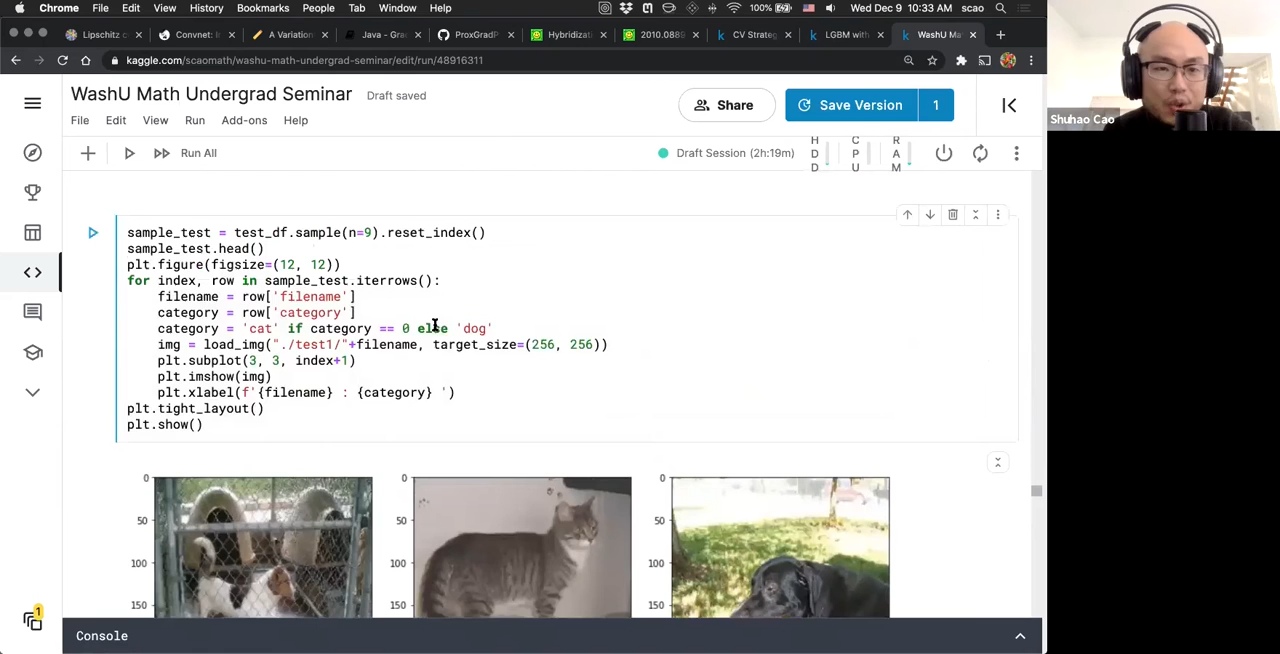 Chrome File Edit View History Bookmarks People Tab Window Help 100% Wed Dec 9 10:33 AM scao
Lipschitz c Convnet: I A Variation Java - Gra ProxGradP Hybridizati 2010.0889 CV Strateg LGBM with WashU Ma
kaggle.com/scaomath/washu-math-undergrad-seminar/edit/run/48916311
WashU Math Undergrad Seminar Draft saved
Share Save Version 1
File Edit View Run Add-ons Help
Run All Draft Session (2h:19m) HDD CPU RAM
sample_test = test_df.sample(n=9).reset_index()
sample_test.head()
plt.figure(figsize=(12, 12))
for index, row in sample_test.iterrows():
    filename = row['filename']
    category = row['category']
    category = 'cat' if category == 0 else 'dog'
    img = load_img("./test1/"+filename, target_size=(256, 256))
    plt.subplot(3, 3, index+1)
    plt.imshow(img)
    plt.xlabel(f'{filename} : {category} ')
plt.tight_layout()
plt.show()
0 0 0
50 50 50
100 100 100
150 150 150
1
Console
Shuhao Cao